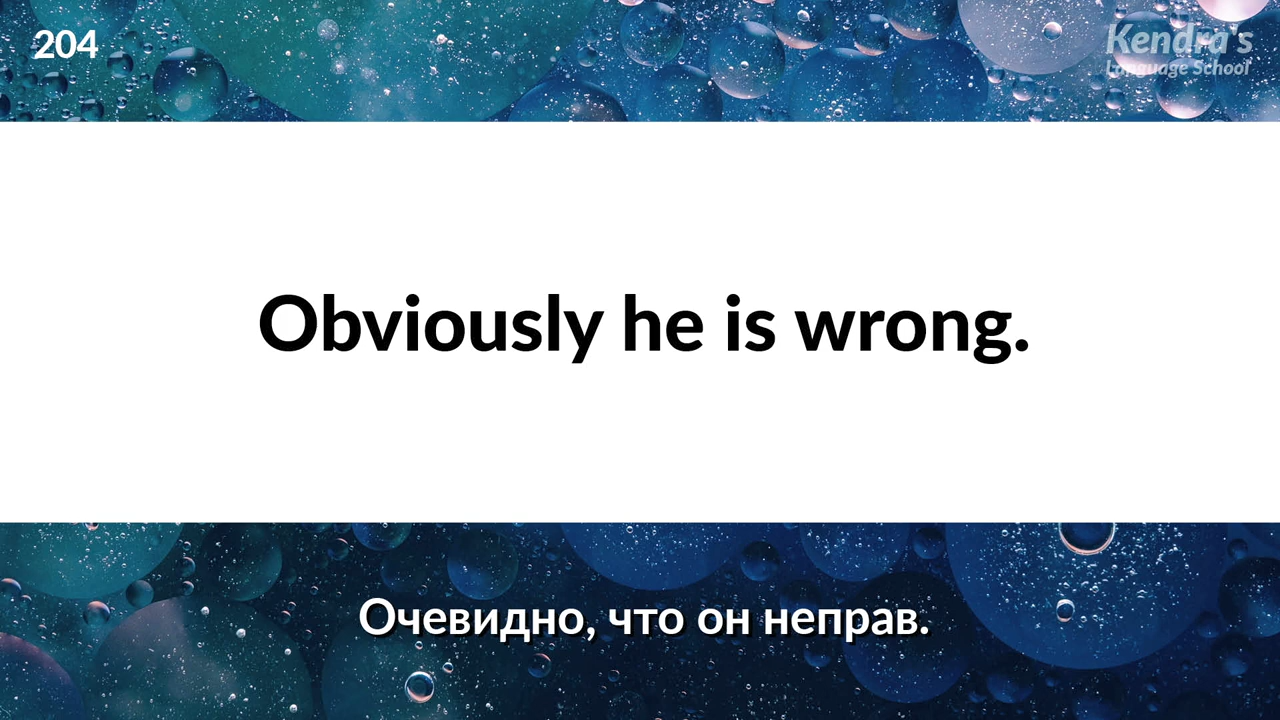 204
Kendra's
Language School
Obviously he is wrong.
Очевидно, что он неправ.